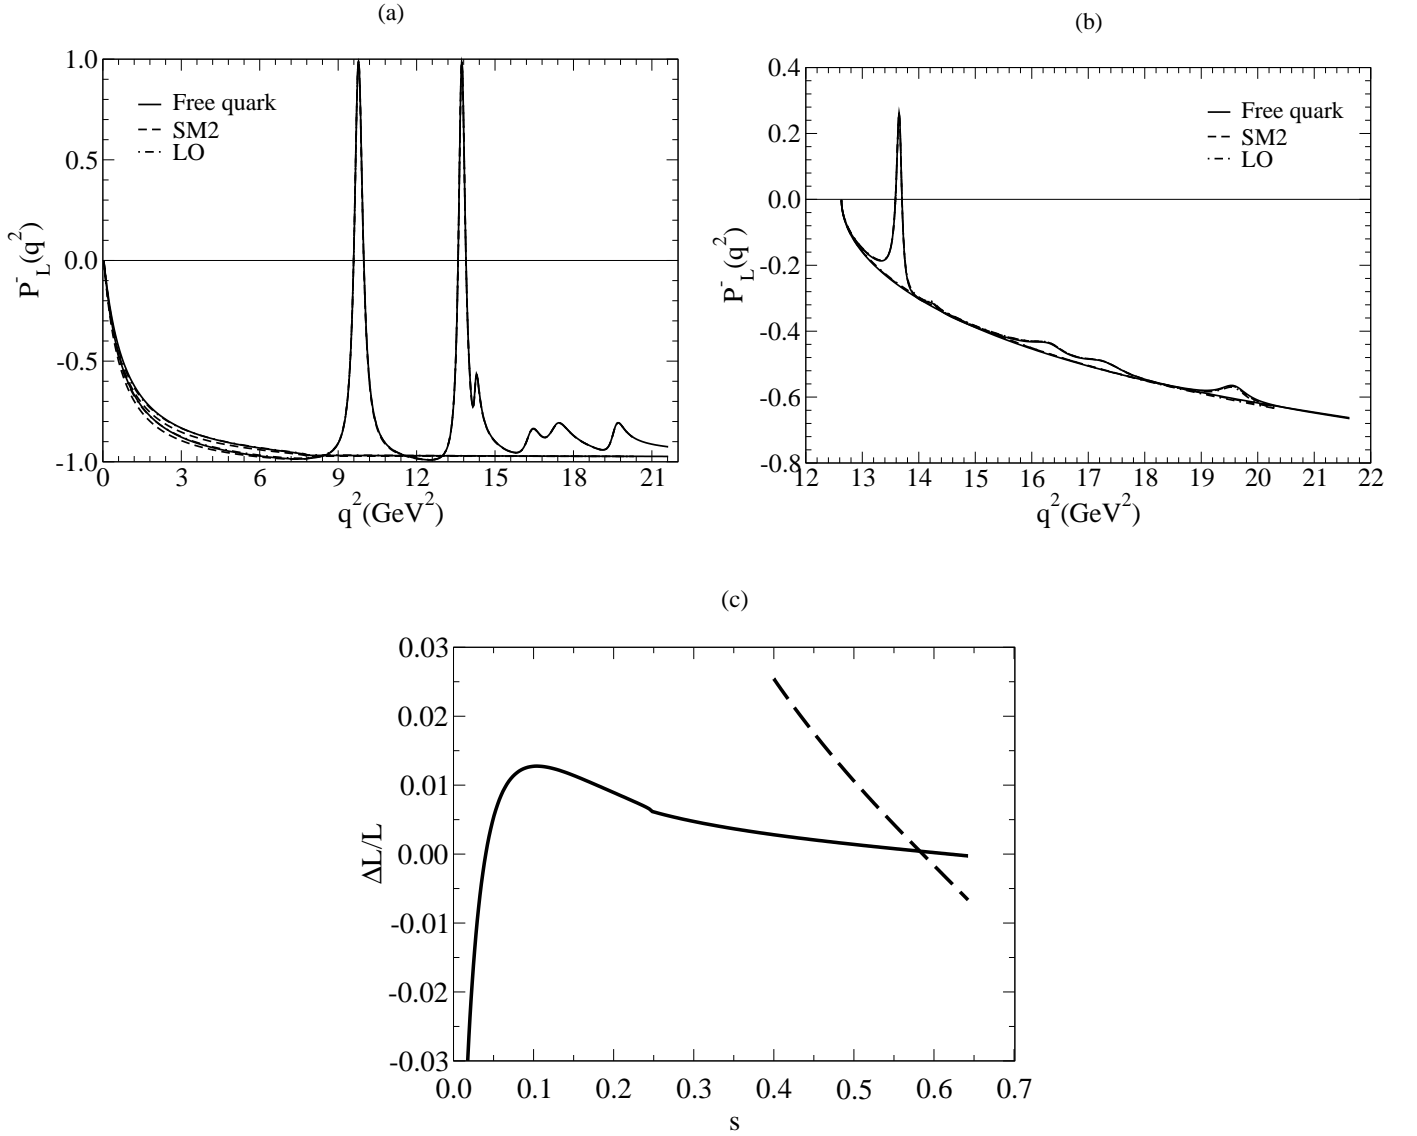 (a)
1.0
0.5
0.0
-0.5
-1.0
P⁻_L(q²)
Free quark
SM2
LO
0 3 6 9 12 15 18 21
q²(GeV²)
(b)
0.4
0.2
0.0
-0.2
-0.4
-0.6
-0.8
P⁻_L(q²)
Free quark
SM2
LO
12 13 14 15 16 17 18 19 20 21 22
q²(GeV²)
(c)
0.03
0.02
0.01
0.00
-0.01
-0.02
-0.03
ΔL/L
0.0 0.1 0.2 0.3 0.4 0.5 0.6 0.7
s